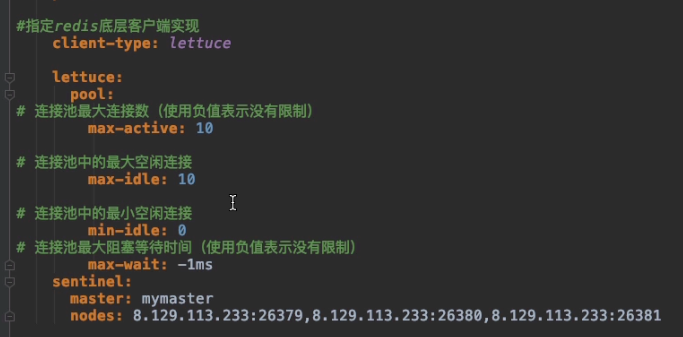 #指定redis底层客户端实现
client-type: lettuce
lettuce:
pool:
# 连接池最大连接数（使用负值表示没有限制）
max-active: 10
# 连接池中的最大空闲连接
max-idle: 10
# 连接池中的最小空闲连接
min-idle: 0
# 连接池最大阻塞等待时间（使用负值表示没有限制）
max-wait: -1ms
sentinel:
master: mymaster
nodes: 8.129.113.233:26379,8.129.113.233:26380,8.129.113.233:26381